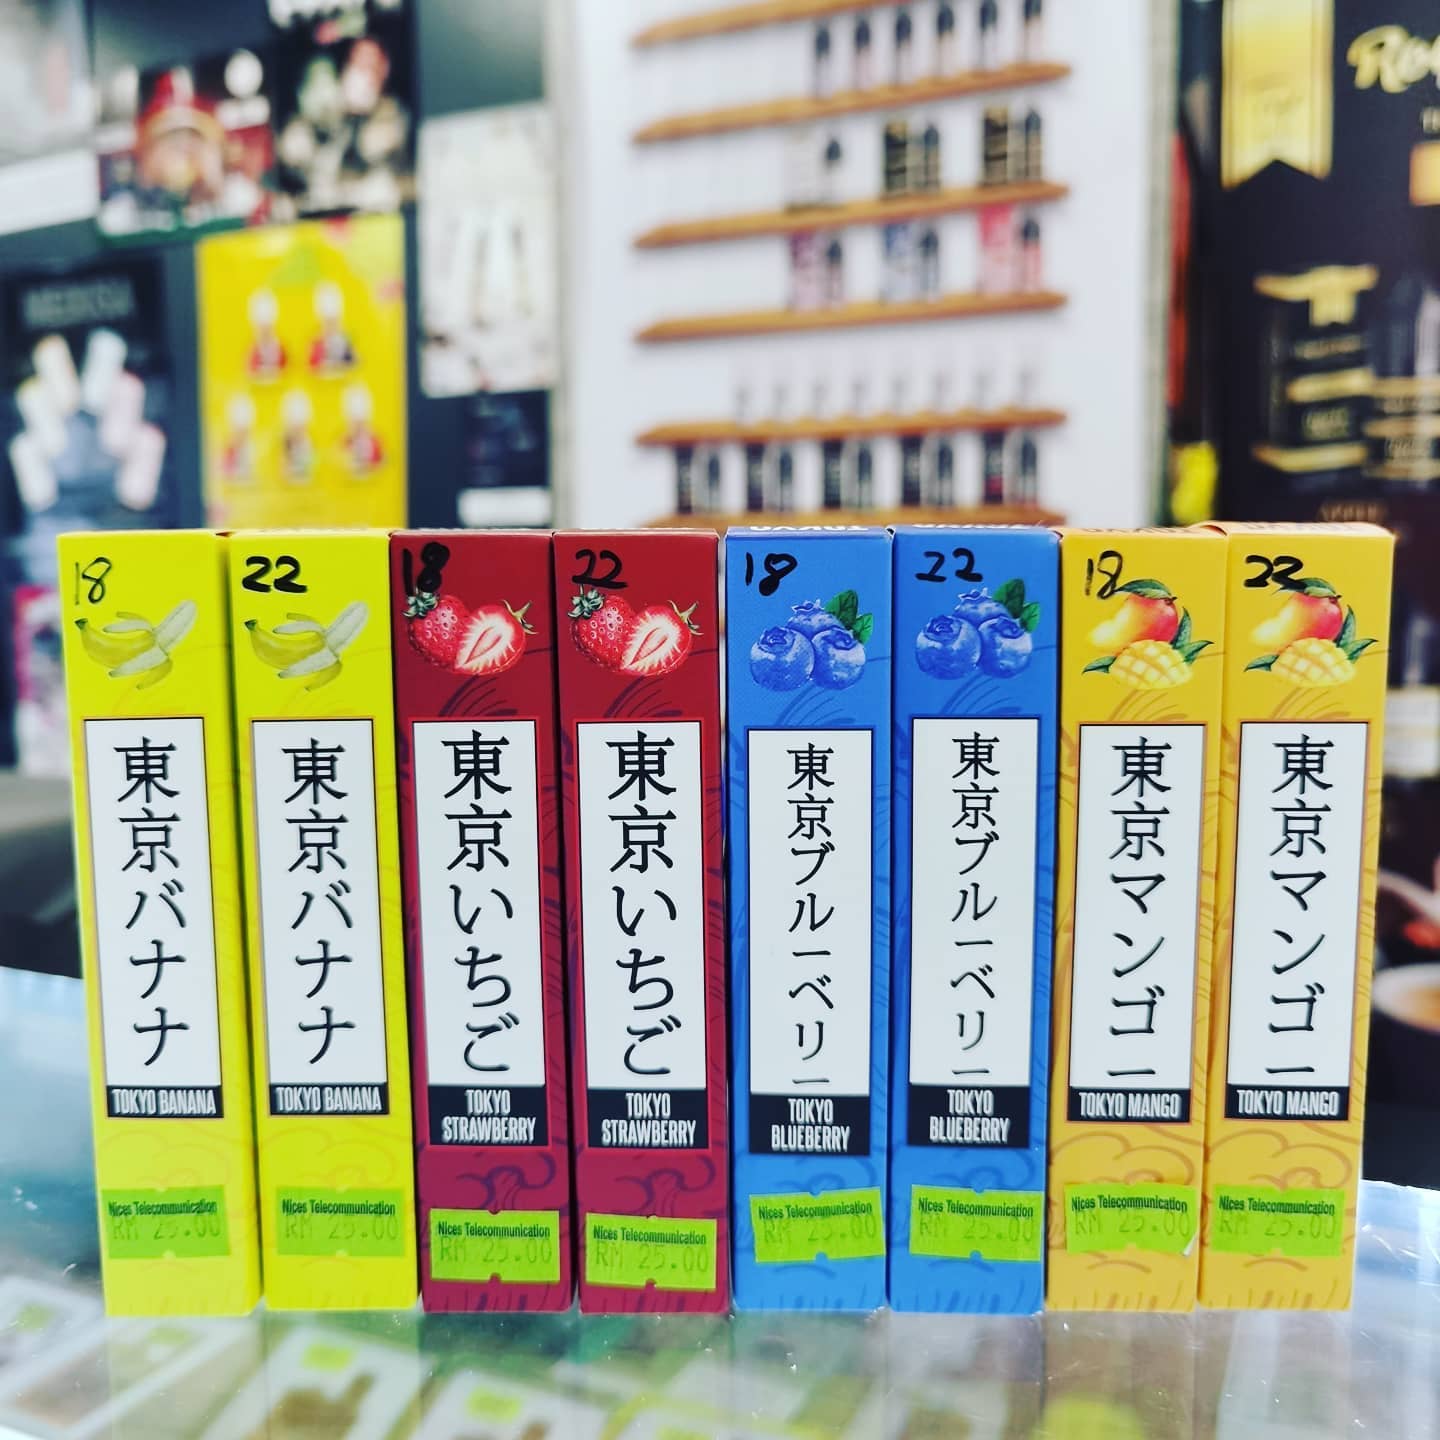 18
東京バナナ
TOKYO BANANA
Nices Telecommunication
RM 25.00
22
東京バナナ
TOKYO BANANA
Nices Telecommunication
RM 25.00
18
東京いちご
TOKYO
STRAWBERRY
Nices Telecommunication
RM 25.00
22
東京いちご
TOKYO
STRAWBERRY
Nices Telecommunication
RM 25.00
18
東京ブルーベリー
TOKYO
BLUEBERRY
Nices Telecommunication
RM 25.00
22
東京ブルーベリー
TOKYO
BLUEBERRY
Nices Telecommunication
RM 25.00
18
東京マンゴー
TOKYO MANGO
Nices Telecommunication
RM 25.00
22
東京マンゴー
TOKYO MANGO
Nices Telecommunication
RM 25.00